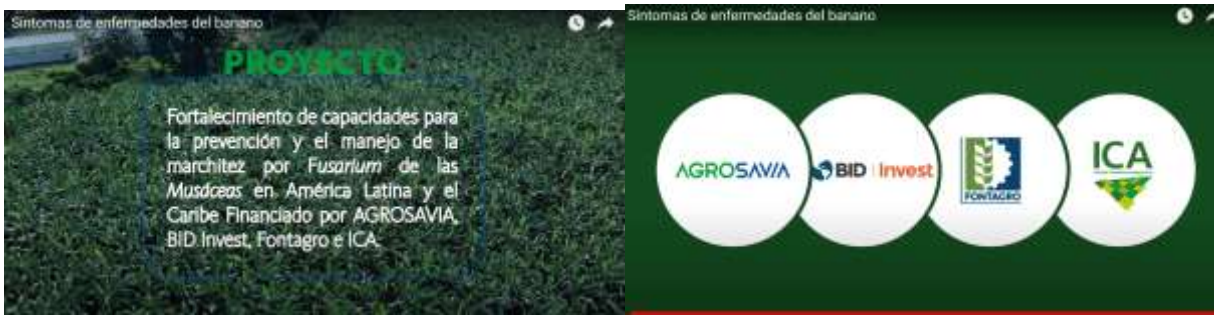 Síntomas de enfermedades del banano
PROYECTO
Fortalecimiento de capacidades para
la prevención y el manejo de la
marchitez por Fusarium de las
Musáceas en América Latina y el
Caribe Financiado por AGROSAVIA,
BID Invest, Fontagro e ICA.
Síntomas de enfermedades del banano
AGROSAVIA
BID Invest
FONTAGRO
ICA